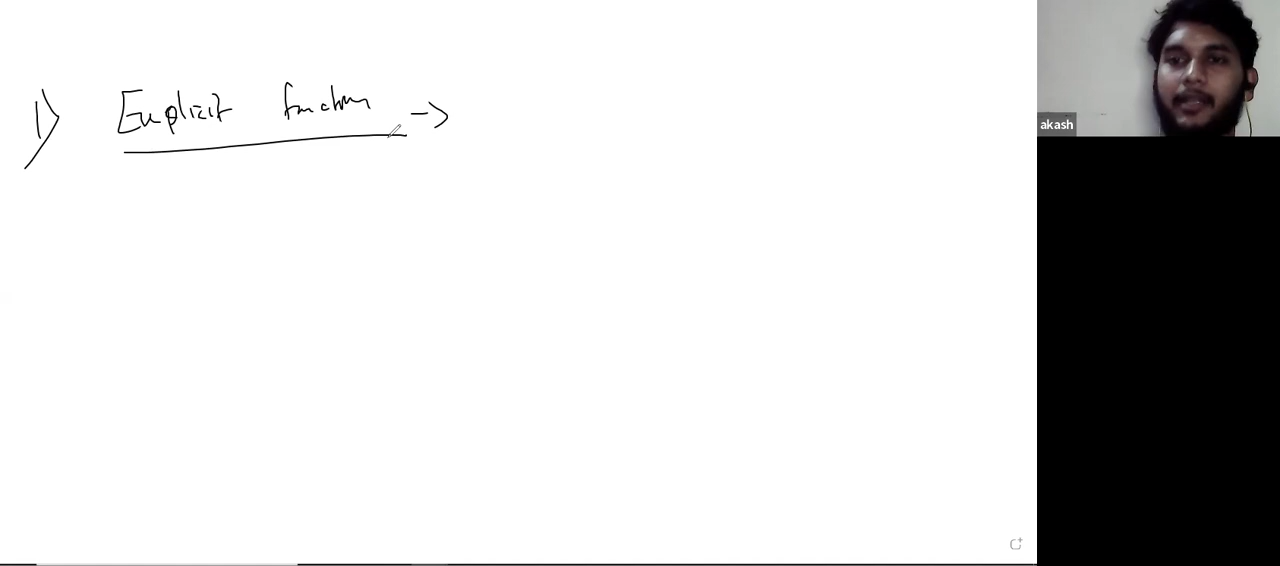 1) Explicit function →
akash